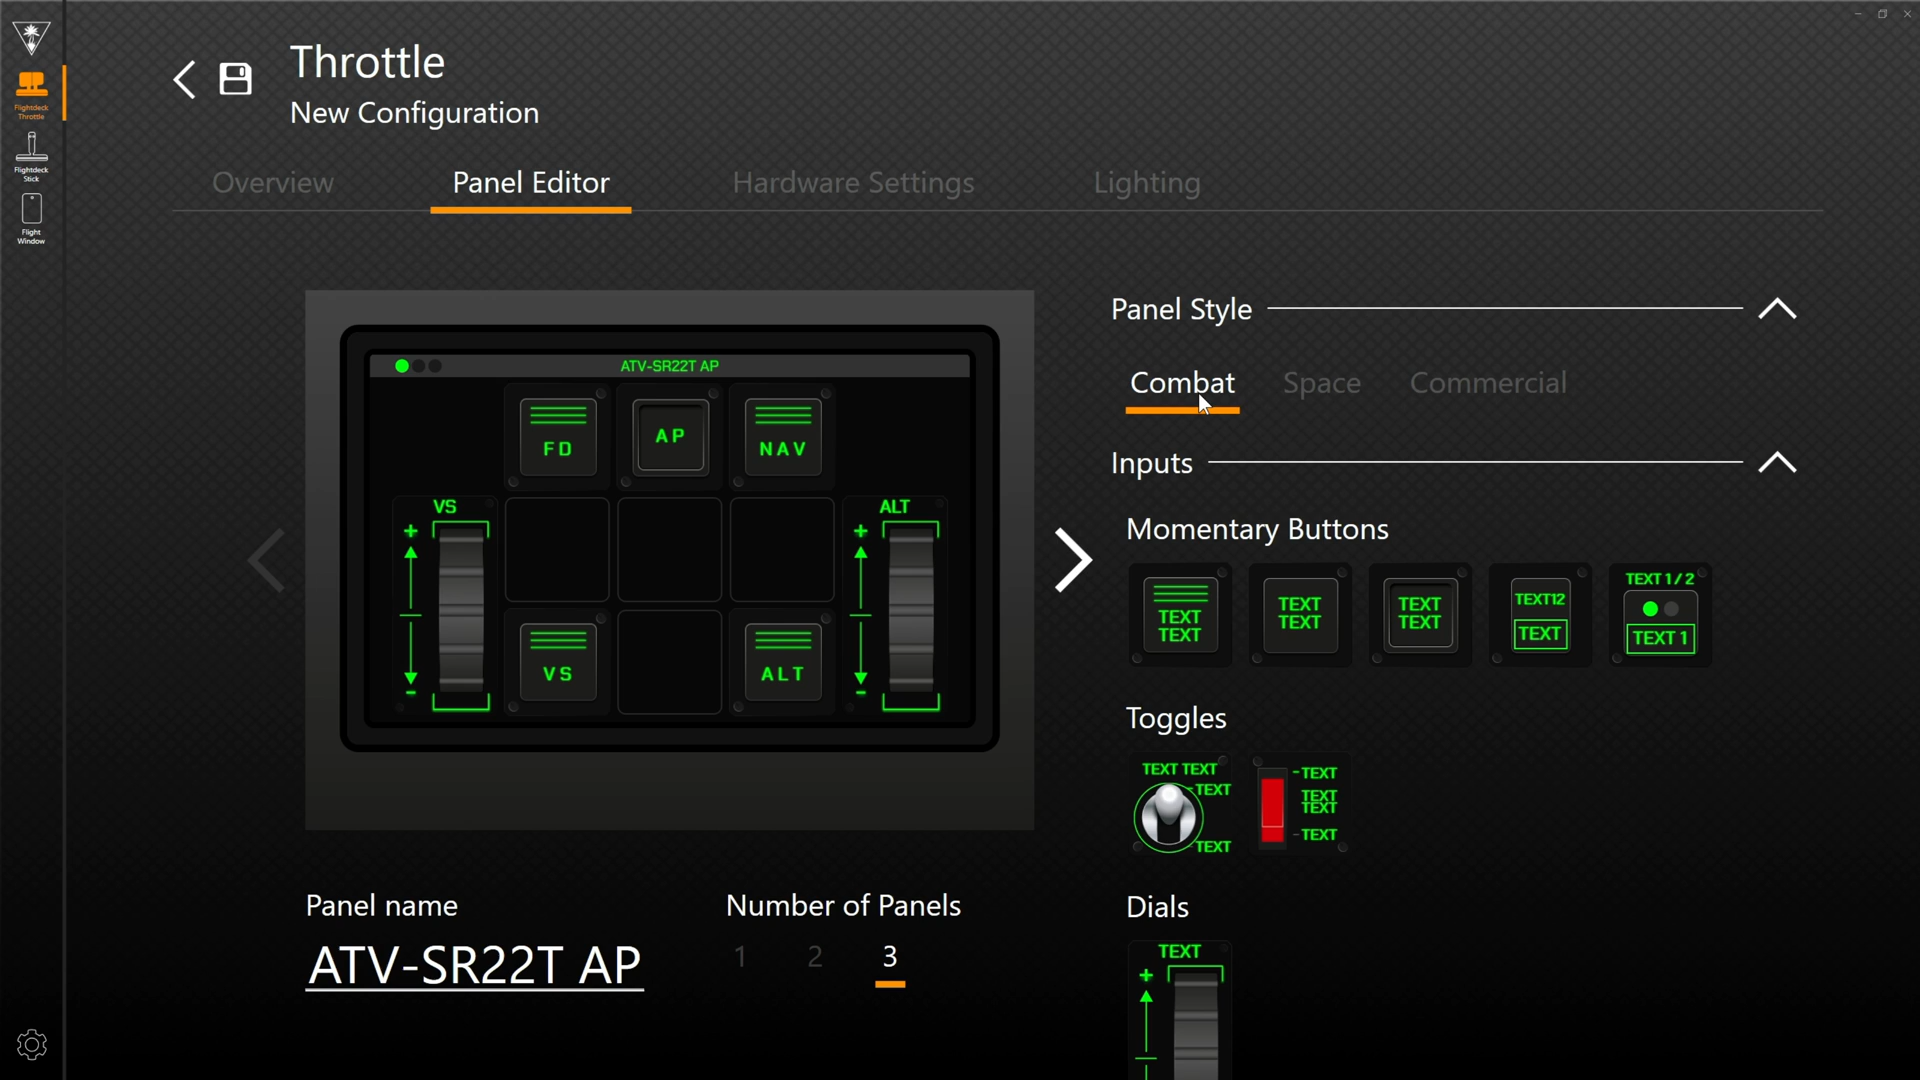 Throttle
New Configuration
Flightdeck
Throttle
Flightdeck
Stick
Flight
Window
Overview
Panel Editor
Hardware Settings
Lighting
ATV-SR22T AP
FD
AP
NAV
VS
+
-
ALT
+
-
VS
ALT
Panel name
ATV-SR22T AP
Number of Panels
1 2 3
Panel Style
Combat Space Commercial
Inputs
Momentary Buttons
TEXT
TEXT
TEXT
TEXT
TEXT
TEXT
TEXT12
TEXT
TEXT 1/2
TEXT 1
Toggles
TEXT TEXT
-TEXT
-TEXT
-TEXT
TEXT
TEXT
-TEXT
Dials
TEXT
+